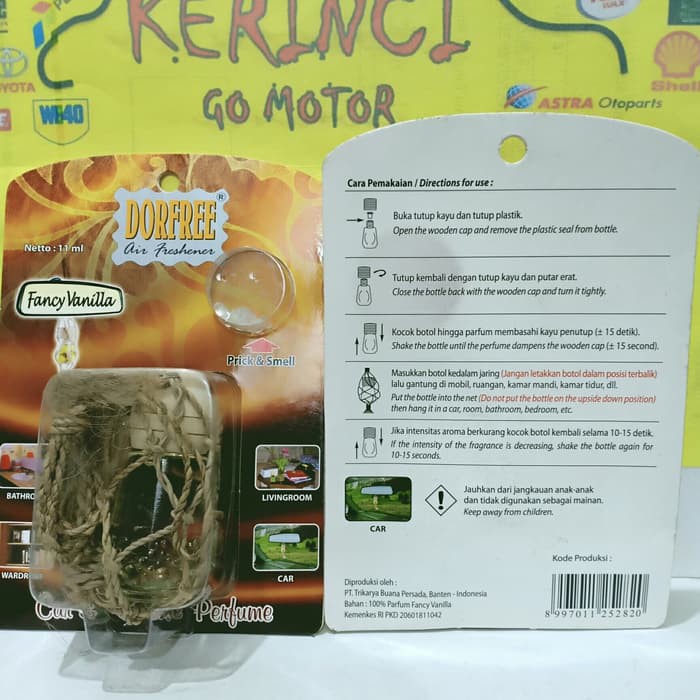 KERINCI
GO MOTOR
WAX
Shell
ASTRA Otoparts
DORFREE®
Air Freshener
Netto : 11 ml
Fancy Vanilla
Prick & Smell
LIVINGROOM
CAR
Perfume
Cara Pemakaian / Directions for use :
Buka tutup kayu dan tutup plastik.
Open the wooden cap and remove the plastic seal from bottle.
Tutup kembali dengan tutup kayu dan putar erat.
Close the bottle back with the wooden cap and turn it tightly.
Kocok botol hingga parfum membasahi kayu penutup (± 15 detik).
Shake the bottle until the perfume dampens the wooden cap (± 15 second).
Masukkan botol kedalam jaring (Jangan letakkan botol dalam posisi terbalik)
lalu gantung di mobil, ruangan, kamar mandi, kamar tidur, dll.
Put the bottle into the net (Do not put the bottle on the upside down position)
then hang it in a car, room, bathroom, bedroom, etc.
Jika intensitas aroma berkurang kocok botol kembali selama 10-15 detik.
If the intensity of the fragrance is decreasing, shake the bottle again for
10-15 seconds.
Jauhkan dari jangkauan anak-anak
dan tidak digunakan sebagai mainan.
Keep away from children.
CAR
Kode Produksi :
Diproduksi oleh :
PT. Trikarya Buana Persada, Banten - Indonesia
Bahan : 100% Parfum Fancy Vanilla
Kemenkes RI PKD 20601811042
8 997011 252820